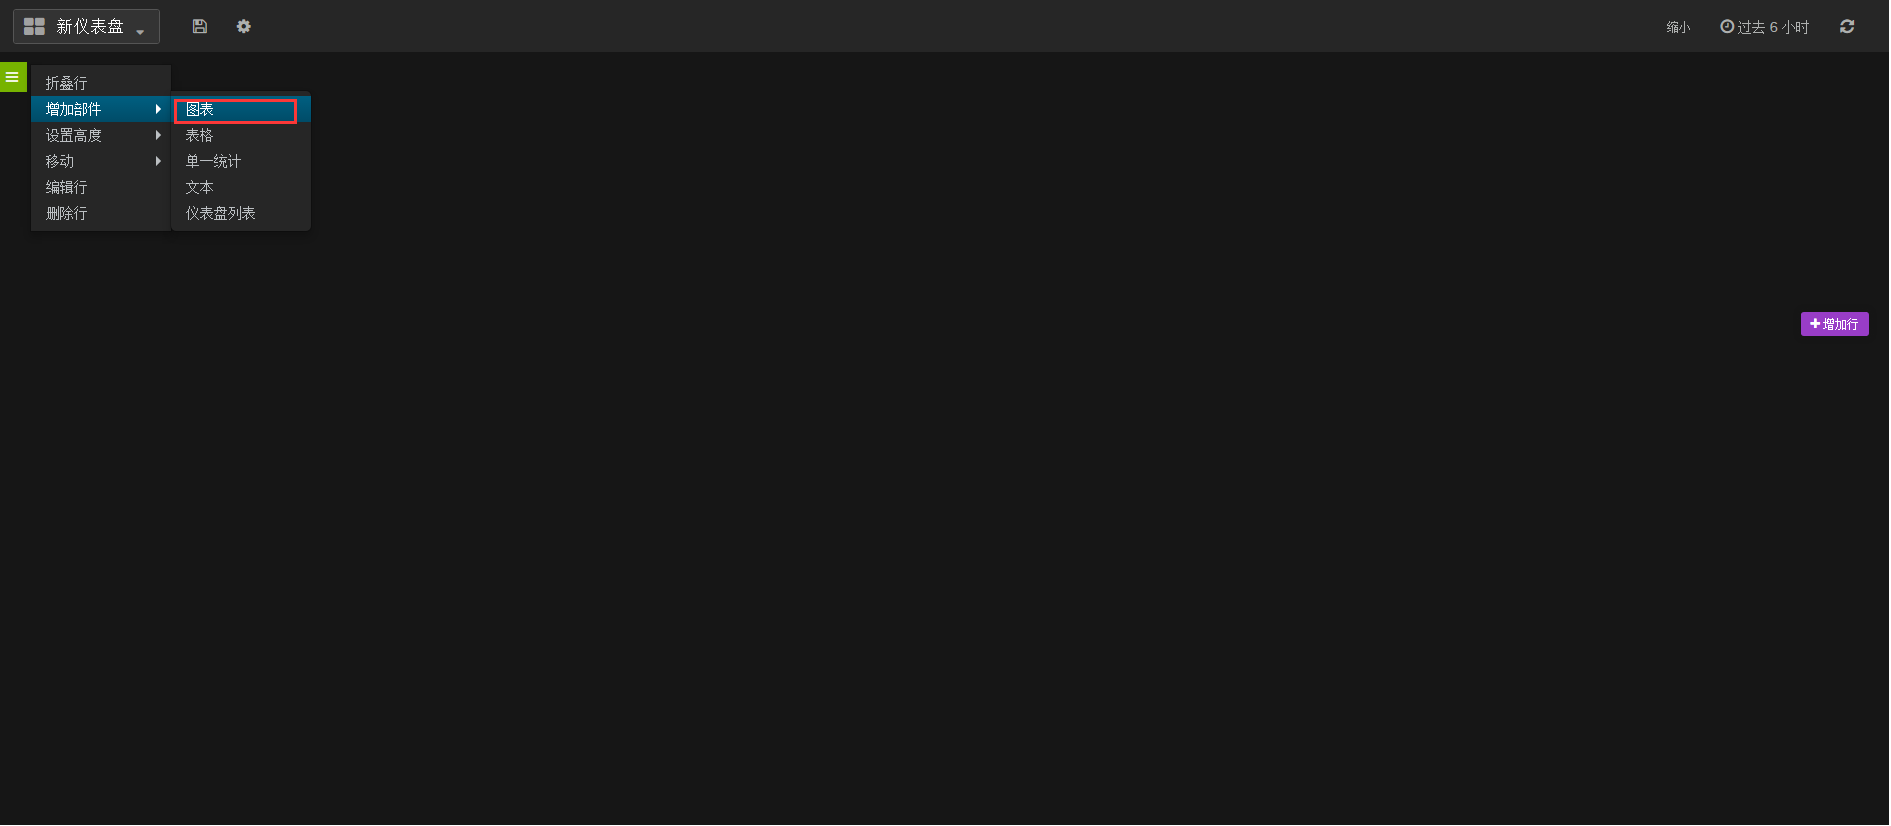 新仪表盘
缩小
过去 6 小时
折叠行
增加部件
设置高度
移动
编辑行
删除行
图表
表格
单一统计
文本
仪表盘列表
增加行